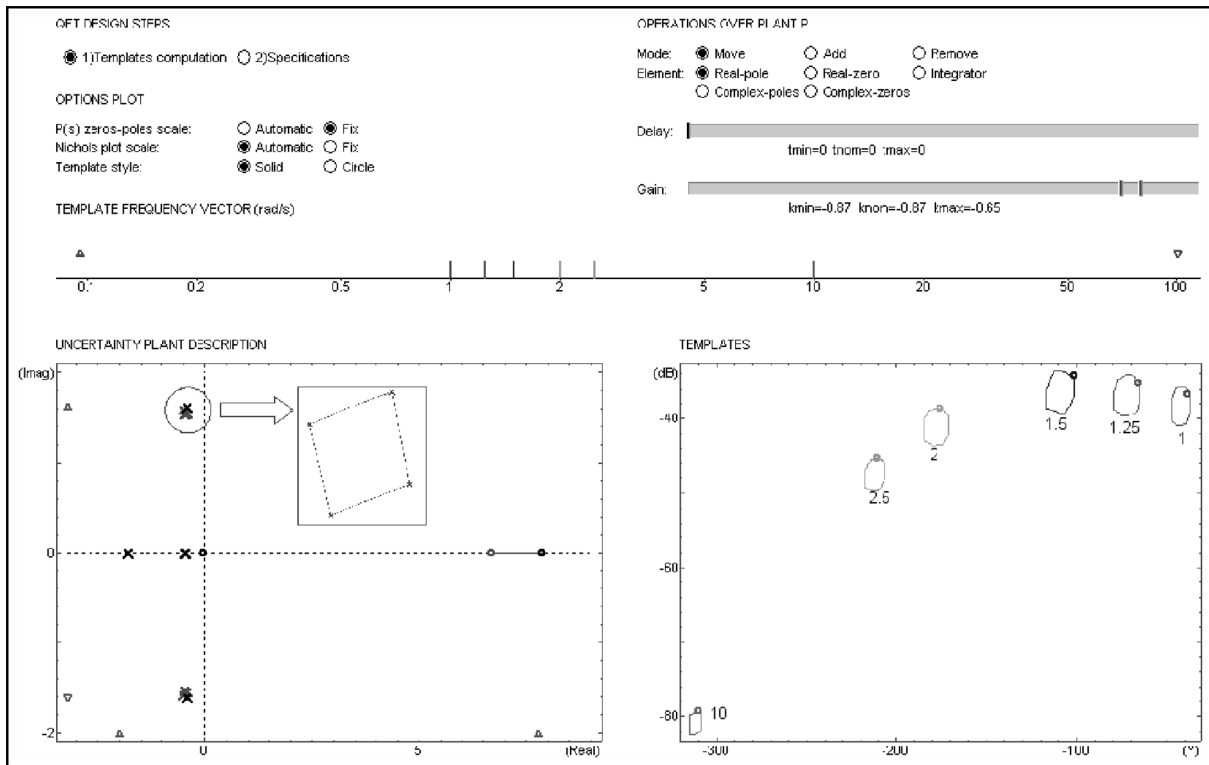 QFT DESIGN STEPS
1)Templates computation 2)Specifications
OPTIONS PLOT
P(s) zeros-poles scale: Automatic Fix
Nichols plot scale: Automatic Fix
Template style: Solid Circle
TEMPLATE FREQUENCY VECTOR (rad/s)
OPERATIONS OVER PLANT P
Mode: Move Add Remove
Element: Real-pole Real-zero Integrator
Complex-poles Complex-zeros
Delay:
tmin=0 tnom=0 tmax=0
Gain:
kmin=-0.87 knom=-0.87 kmax=-0.65
0.1 0.2 0.5 1 2 5 10 20 50 100
UNCERTAINTY PLANT DESCRIPTION
(Imag)
0
-2
0 5 (Real)
TEMPLATES
(dB)
-40
-60
-80
1.5 1.25 1
2
2.5
10
-300 -200 -100 (º)